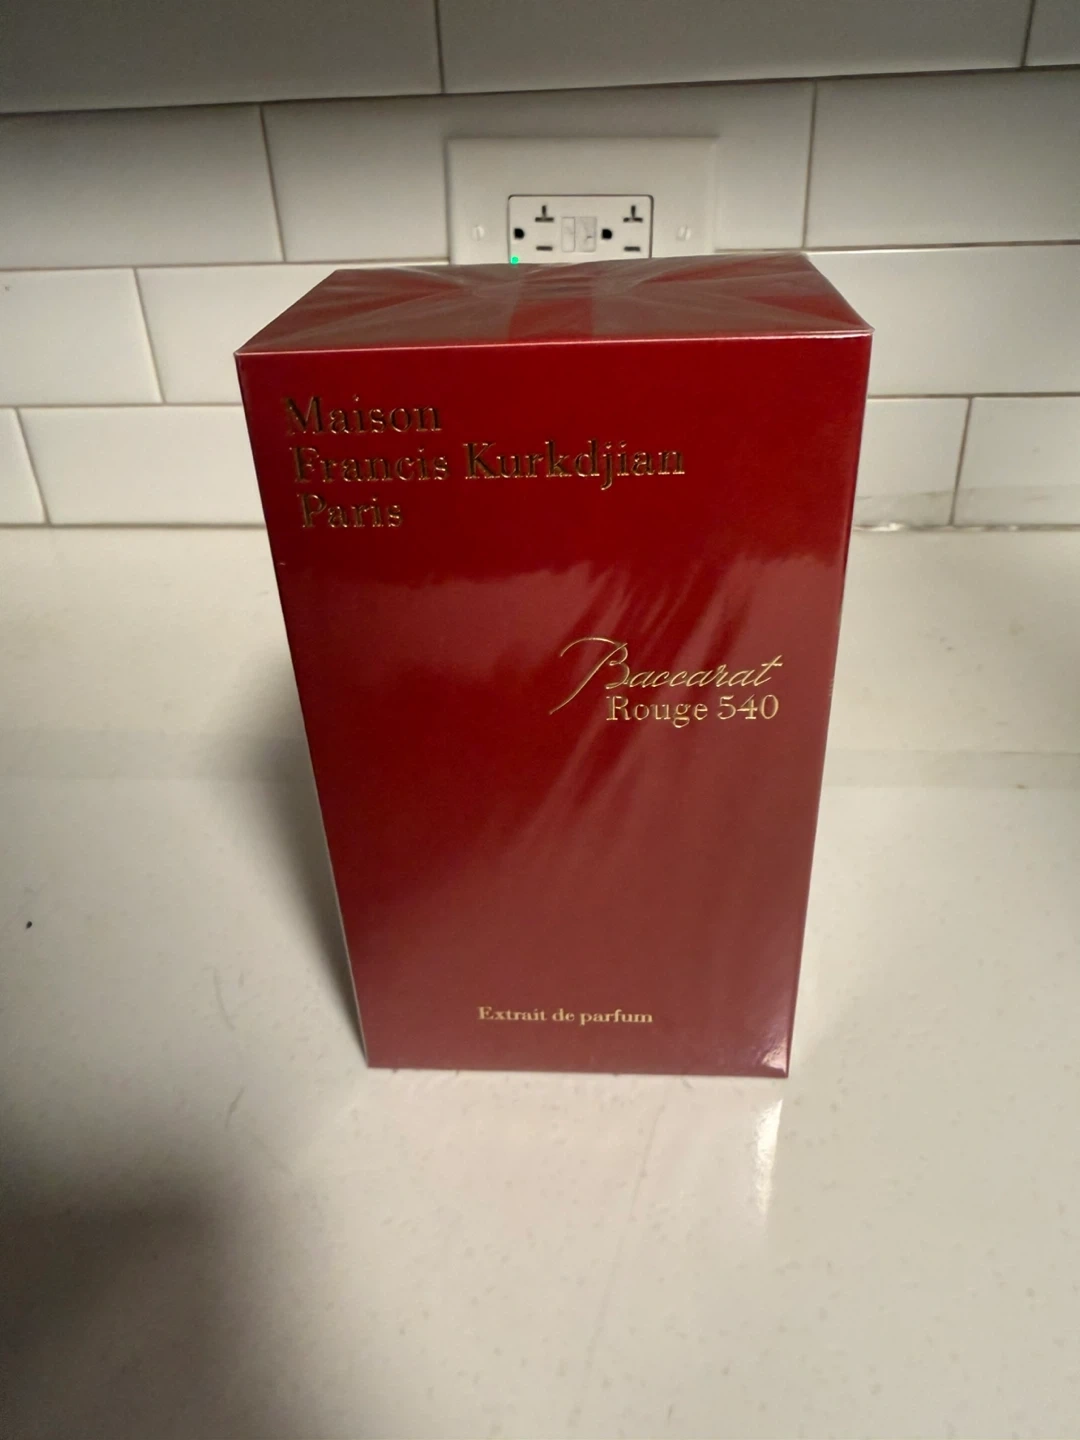 Maison
Francis Kurkdjian
Paris
Baccarat
Rouge 540
Extrait de parfum